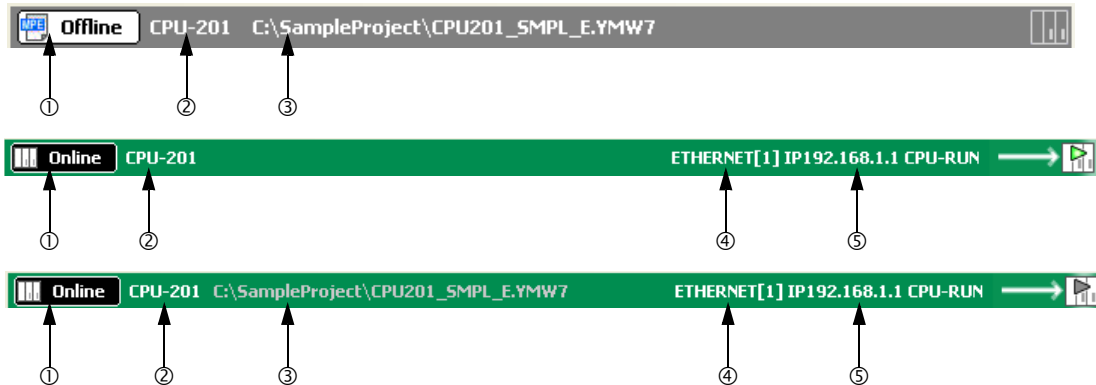 MPE Offline CPU-201 C:\SampleProject\CPU201_SMPL_E.YMW7
① ② ③
Online CPU-201 ETHERNET[1] IP192.168.1.1 CPU-RUN
① ② ④ ⑤
Online CPU-201 C:\SampleProject\CPU201_SMPL_E.YMW7 ETHERNET[1] IP192.168.1.1 CPU-RUN
① ② ③ ④ ⑤